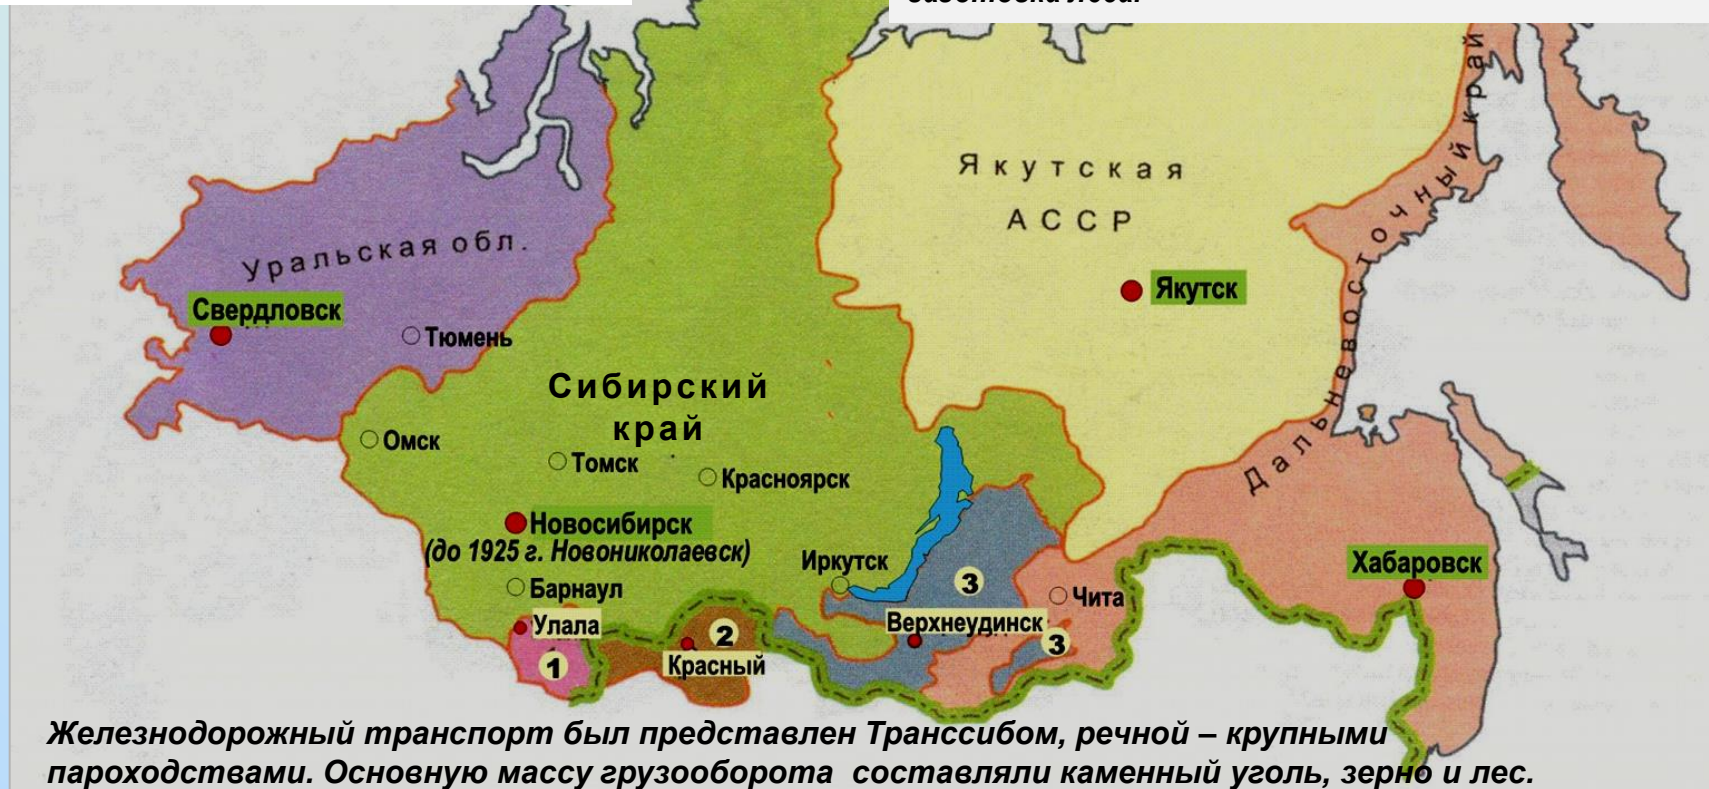 Якутская
АССР
Дальневосточный край
Уральская обл.
Свердловск
Якутск
Тюмень
Сибирский
край
Омск
Томск
Красноярск
Новосибирск
(до 1925 г. Новониколаевск)
Иркутск
Хабаровск
Барнаул
3
Чита
Улала
2
Верхнеудинск
3
1
Красный
Железнодорожный транспорт был представлен Транссибом, речной – крупными
пароходствами. Основную массу грузооборота составляли каменный уголь, зерно и лес.